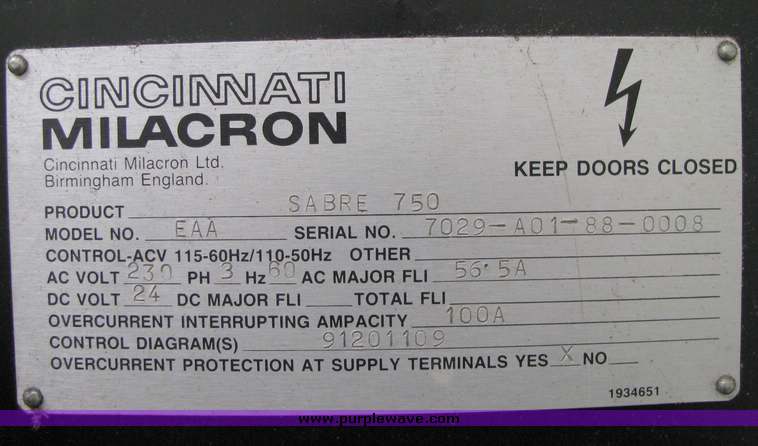 CINCINNATI
MILACRON
Cincinnati Milacron Ltd.
Birmingham England.
KEEP DOORS CLOSED
PRODUCT SABRE 750
MODEL NO. EAA SERIAL NO. 7029-A01-88-0008
CONTROL-ACV 115-60Hz/110-50Hz OTHER
AC VOLT 230 PH 3 Hz 60 AC MAJOR FLI 56.5A
DC VOLT 24 DC MAJOR FLI TOTAL FLI
OVERCURRENT INTERRUPTING AMPACITY 100A
CONTROL DIAGRAM(S) 91201109
OVERCURRENT PROTECTION AT SUPPLY TERMINALS YES X NO
1934651
www.purplewave.com